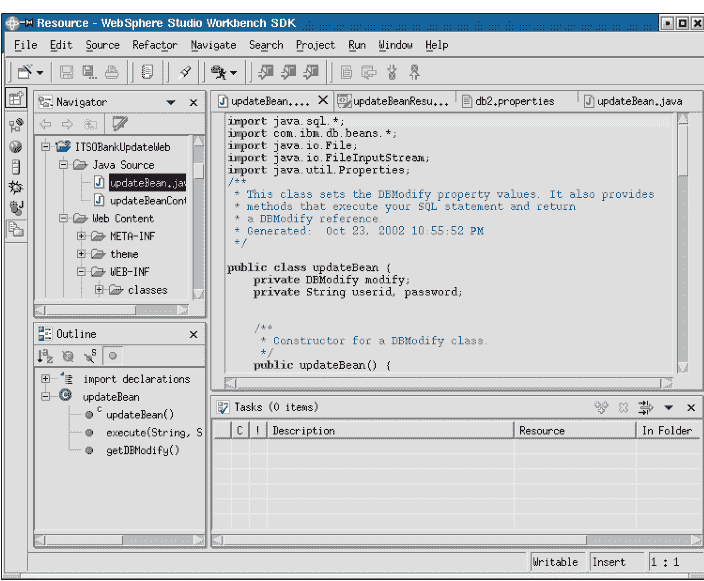 Resource - WebSphere Studio Workbench SDK
File Edit Source Refactor Navigate Search Project Run Window Help
Navigator
ITSOBankUpdateWeb
Java Source
updateBean.jav
updateBeanCont
Web Content
META-INF
theme
WEB-INF
classes
Outline
import declarations
updateBean
updateBean()
execute(String, S
getDBModify()
updateBean.... updateBeanResu... db2.properties updateBean.java
import java.sql.*;
import com.ibm.db.beans.*;
import java.io.File;
import java.io.FileInputStream;
import java.util.Properties;
/**
* This class sets the DBModify property values. It also provides
* methods that execute your SQL statement and return
* a DBModify reference.
* Generated: Oct 23, 2002 10:55:52 PM
*/
public class updateBean {
private DBModify modify;
private String userid, password;
/**
* Constructor for a DBModify class.
*/
public updateBean() {
Tasks (0 items)
C ! Description Resource In Folder
Writable Insert 1 : 1